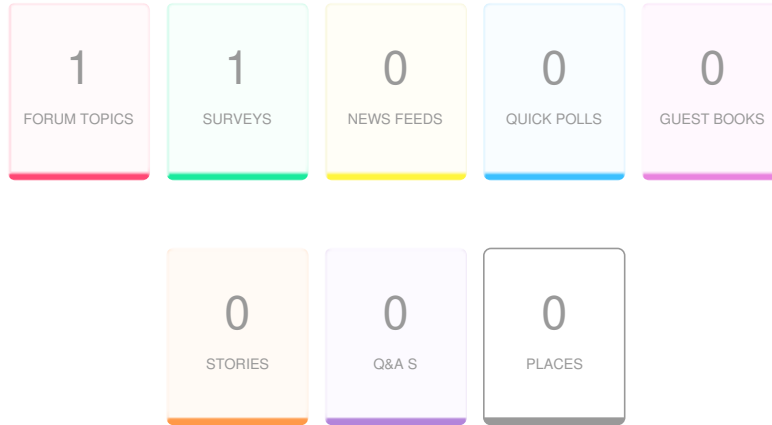 1 1 0 0 0
FORUM TOPICS SURVEYS NEWS FEEDS QUICK POLLS GUEST BOOKS
0 0 0
STORIES Q&A S PLACES